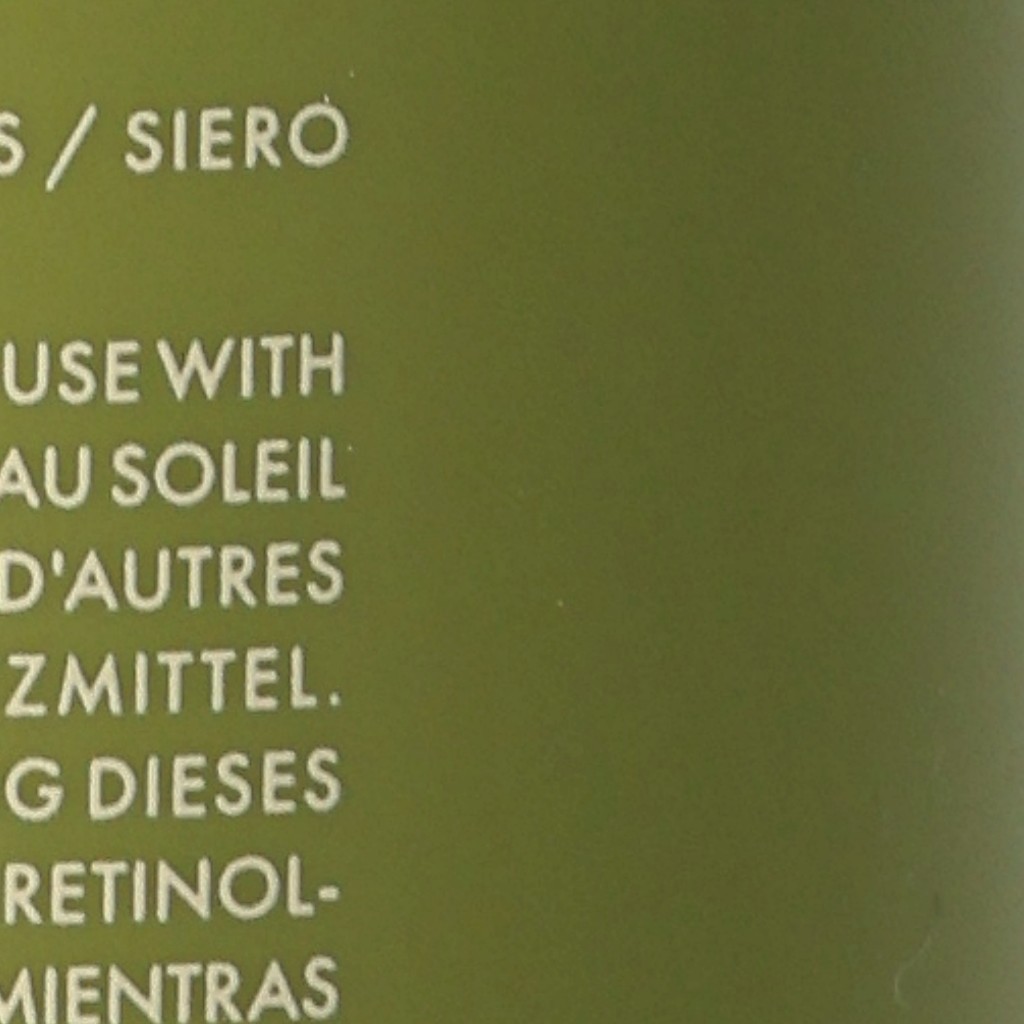 S / SIERO
USE WITH
AU SOLEIL
D'AUTRES
ZMITTEL.
G DIESES
RETINOL-
MIENTRAS